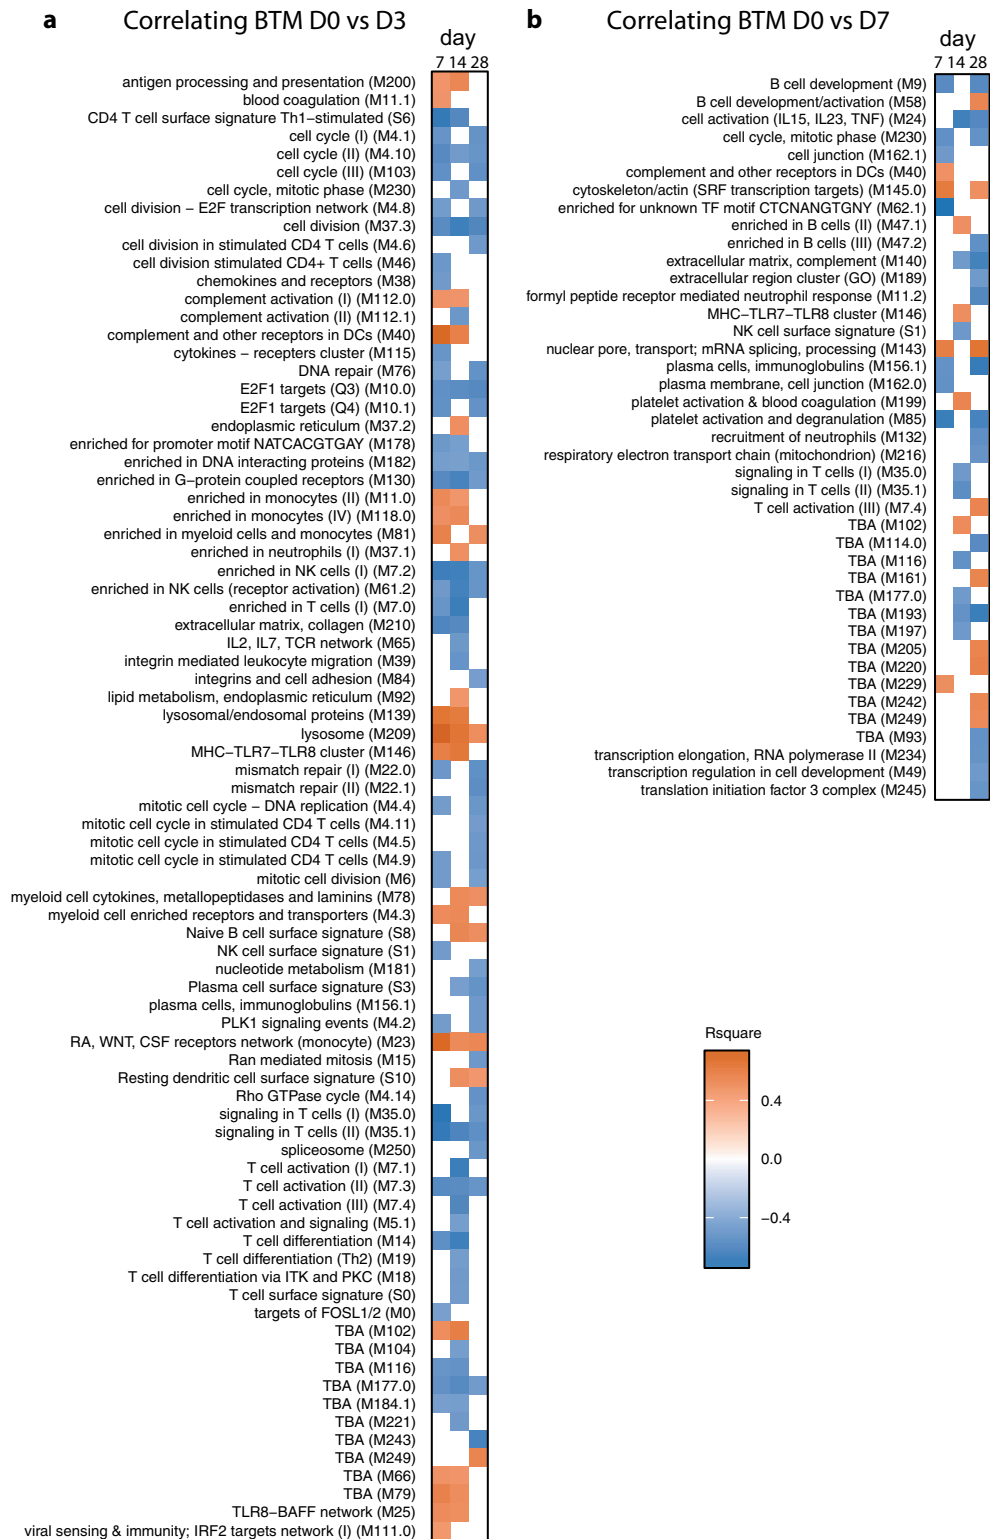 a Correlating BTM D0 vs D3
day
7 14 28
antigen processing and presentation (M200)
blood coagulation (M11.1)
CD4 T cell surface signature Th1−stimulated (S6)
cell cycle (I) (M4.1)
cell cycle (II) (M4.10)
cell cycle (III) (M103)
cell cycle, mitotic phase (M230)
cell division − E2F transcription network (M4.8)
cell division (M37.3)
cell division in stimulated CD4 T cells (M4.6)
cell division stimulated CD4+ T cells (M46)
chemokines and receptors (M38)
complement activation (I) (M112.0)
complement activation (II) (M112.1)
complement and other receptors in DCs (M40)
cytokines − recepters cluster (M115)
DNA repair (M76)
E2F1 targets (Q3) (M10.0)
E2F1 targets (Q4) (M10.1)
endoplasmic reticulum (M37.2)
enriched for promoter motif NATCACGTGAY (M178)
enriched in DNA interacting proteins (M182)
enriched in G−protein coupled receptors (M130)
enriched in monocytes (II) (M11.0)
enriched in monocytes (IV) (M118.0)
enriched in myeloid cells and monocytes (M81)
enriched in neutrophils (I) (M37.1)
enriched in NK cells (I) (M7.2)
enriched in NK cells (receptor activation) (M61.2)
enriched in T cells (I) (M7.0)
extracellular matrix, collagen (M210)
IL2, IL7, TCR network (M65)
integrin mediated leukocyte migration (M39)
integrins and cell adhesion (M84)
lipid metabolism, endoplasmic reticulum (M92)
lysosomal/endosomal proteins (M139)
lysosome (M209)
MHC−TLR7−TLR8 cluster (M146)
mismatch repair (I) (M22.0)
mismatch repair (II) (M22.1)
mitotic cell cycle − DNA replication (M4.4)
mitotic cell cycle in stimulated CD4 T cells (M4.11)
mitotic cell cycle in stimulated CD4 T cells (M4.5)
mitotic cell cycle in stimulated CD4 T cells (M4.9)
mitotic cell division (M6)
myeloid cell cytokines, metallopeptidases and laminins (M78)
myeloid cell enriched receptors and transporters (M4.3)
Naive B cell surface signature (S8)
NK cell surface signature (S1)
nucleotide metabolism (M181)
Plasma cell surface signature (S3)
plasma cells, immunoglobulins (M156.1)
PLK1 signaling events (M4.2)
RA, WNT, CSF receptors network (monocyte) (M23)
Ran mediated mitosis (M15)
Resting dendritic cell surface signature (S10)
Rho GTPase cycle (M4.14)
signaling in T cells (I) (M35.0)
signaling in T cells (II) (M35.1)
spliceosome (M250)
T cell activation (I) (M7.1)
T cell activation (II) (M7.3)
T cell activation (III) (M7.4)
T cell activation and signaling (M5.1)
T cell differentiation (M14)
T cell differentiation (Th2) (M19)
T cell differentiation via ITK and PKC (M18)
T cell surface signature (S0)
targets of FOSL1/2 (M0)
TBA (M102)
TBA (M104)
TBA (M116)
TBA (M177.0)
TBA (M184.1)
TBA (M221)
TBA (M243)
TBA (M249)
TBA (M66)
TBA (M79)
TLR8−BAFF network (M25)
viral sensing & immunity; IRF2 targets network (I) (M111.0)
b Correlating BTM D0 vs D7
day
7 14 28
B cell development (M9)
B cell development/activation (M58)
cell activation (IL15, IL23, TNF) (M24)
cell cycle, mitotic phase (M230)
cell junction (M162.1)
complement and other receptors in DCs (M40)
cytoskeleton/actin (SRF transcription targets) (M145.0)
enriched for unknown TF motif CTCNANGTGNY (M62.1)
enriched in B cells (II) (M47.1)
enriched in B cells (III) (M47.2)
extracellular matrix, complement (M140)
extracellular region cluster (GO) (M189)
formyl peptide receptor mediated neutrophil response (M11.2)
MHC−TLR7−TLR8 cluster (M146)
NK cell surface signature (S1)
nuclear pore, transport; mRNA splicing, processing (M143)
plasma cells, immunoglobulins (M156.1)
plasma membrane, cell junction (M162.0)
platelet activation & blood coagulation (M199)
platelet activation and degranulation (M85)
recruitment of neutrophils (M132)
respiratory electron transport chain (mitochondrion) (M216)
signaling in T cells (I) (M35.0)
signaling in T cells (II) (M35.1)
T cell activation (III) (M7.4)
TBA (M102)
TBA (M114.0)
TBA (M116)
TBA (M161)
TBA (M177.0)
TBA (M193)
TBA (M197)
TBA (M205)
TBA (M220)
TBA (M229)
TBA (M242)
TBA (M249)
TBA (M93)
transcription elongation, RNA polymerase II (M234)
transcription regulation in cell development (M49)
translation initiation factor 3 complex (M245)
Rsquare
0.4
0.0
−0.4